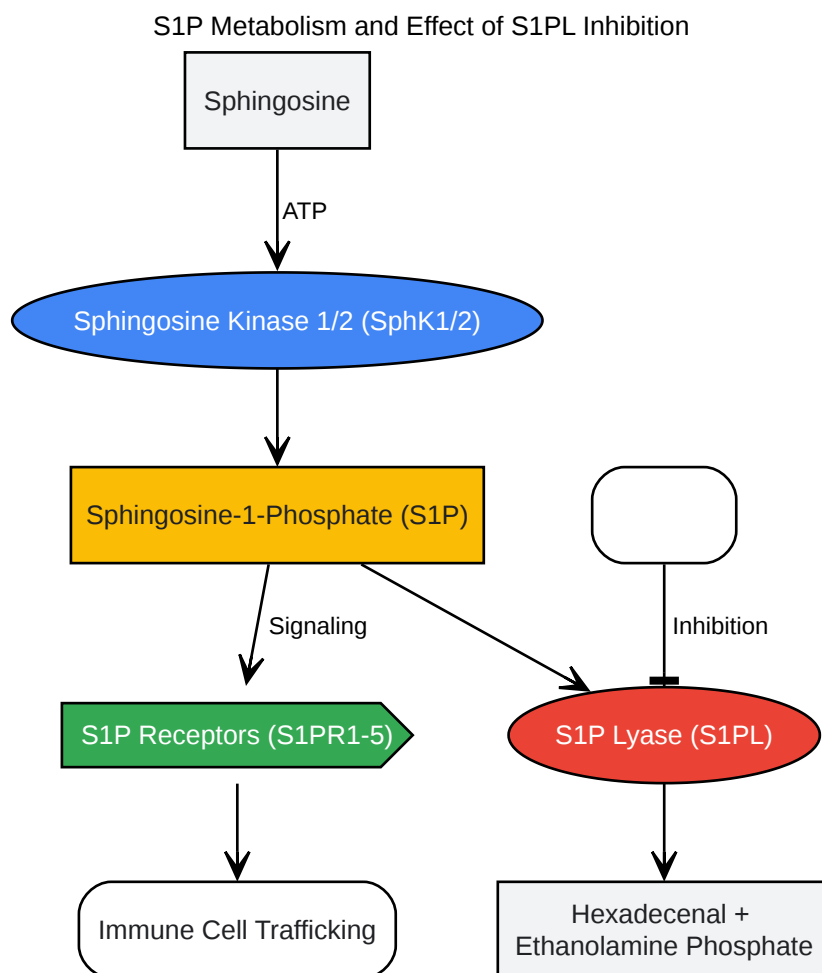 S1P Metabolism and Effect of S1PL Inhibition
Sphingosine
ATP
Sphingosine Kinase 1/2 (SphK1/2)
Sphingosine-1-Phosphate (S1P)
Signaling
Inhibition
S1P Receptors (S1PR1-5)
S1P Lyase (S1PL)
Immune Cell Trafficking
Hexadecenal +
Ethanolamine Phosphate